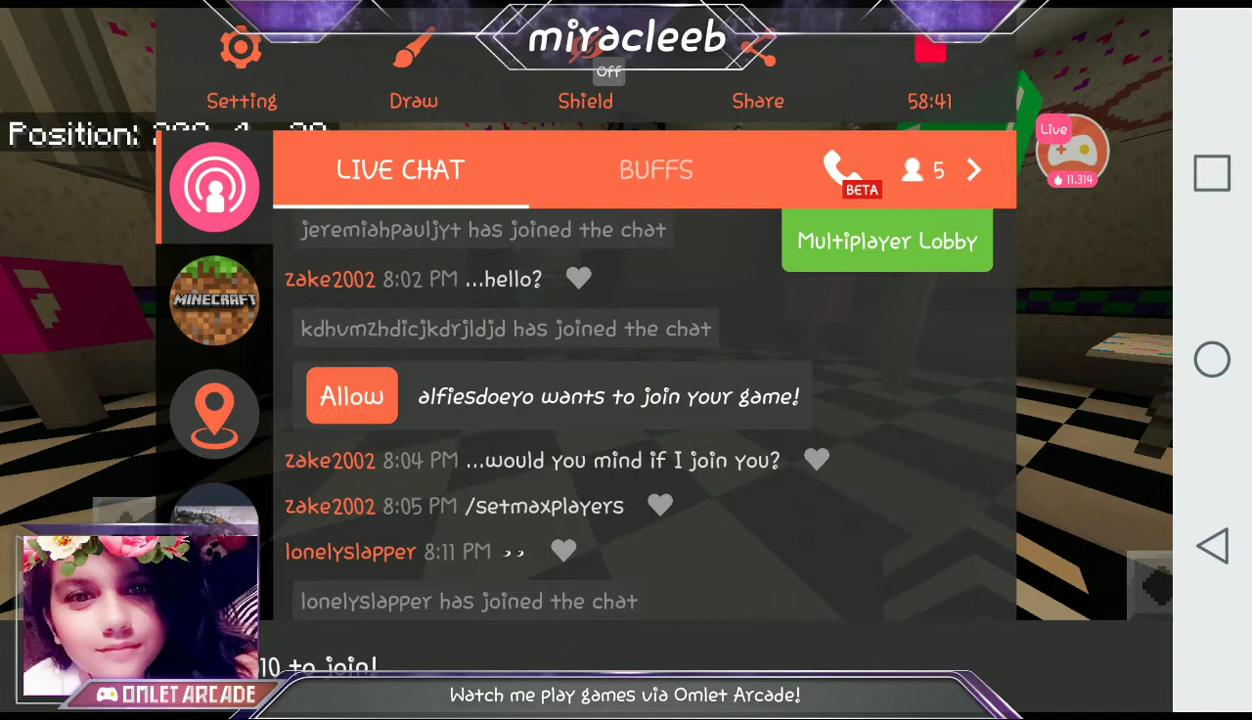 miracleeb
Off
Setting
Draw
Shield
Share
58:41
Position:
Live
11,314
LIVE CHAT
BUFFS
BETA
5
Multiplayer Lobby
jeremiahpauljyt has joined the chat
zake2002 8:02 PM ...hello?
MINECRAFT
kdhumzhdicjkdrjldjd has joined the chat
Allow
alfiesdoeyo wants to join your game!
zake2002 8:04 PM ...would you mind if I join you?
zake2002 8:05 PM /setmaxplayers
lonelyslapper 8:11 PM ,,
lonelyslapper has joined the chat
10 to join!
OMLET ARCADE
Watch me play games via Omlet Arcade!